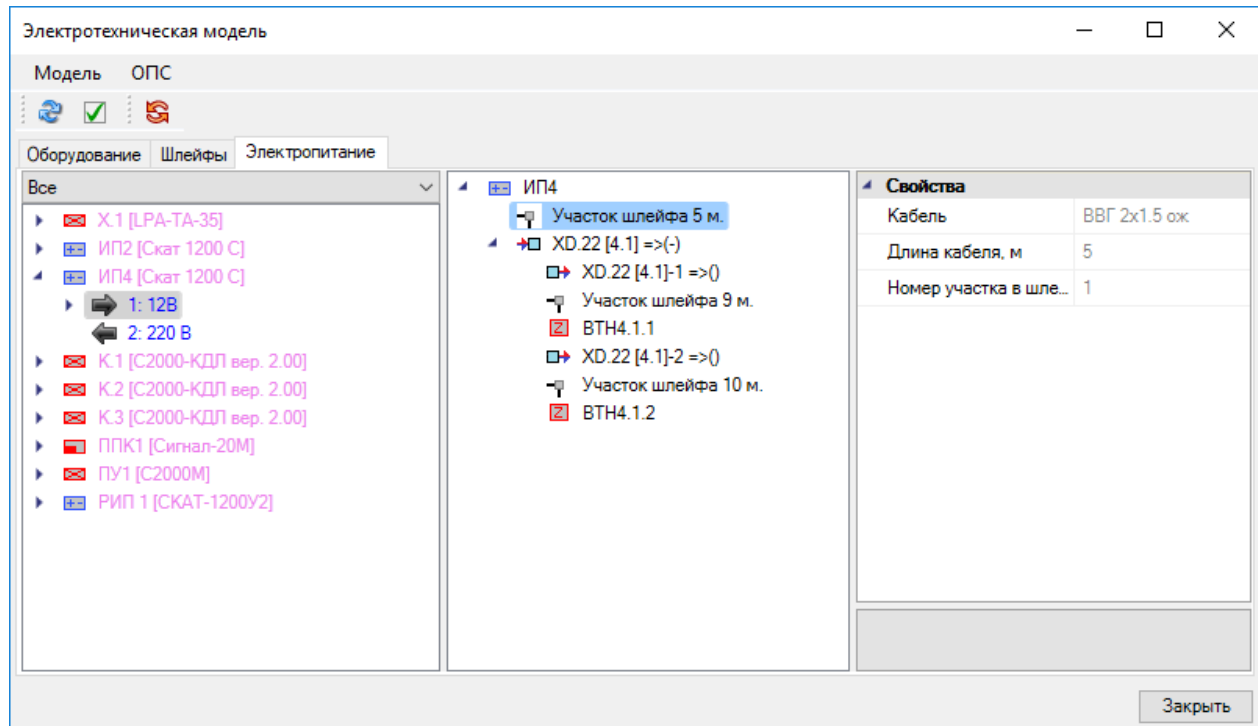 Электротехническая модель
Модель ОПС
Оборудование Шлейфы Электропитание
Все
X.1 [LPA-TA-35]
ИП2 [Скат 1200 С]
ИП4 [Скат 1200 С]
1: 12В
2: 220 В
К.1 [С2000-КДЛ вер. 2.00]
К.2 [С2000-КДЛ вер. 2.00]
К.3 [С2000-КДЛ вер. 2.00]
ППК1 [Сигнал-20М]
ПУ1 [С2000М]
РИП 1 [СКАТ-1200У2]
ИП4
Участок шлейфа 5 м.
XD.22 [4.1] =>(-)
XD.22 [4.1]-1 =>()
Участок шлейфа 9 м.
BTH4.1.1
XD.22 [4.1]-2 =>()
Участок шлейфа 10 м.
BTH4.1.2
Свойства
Кабель ВВГ 2х1.5 ож
Длина кабеля, м 5
Номер участка в шле... 1
Закрыть